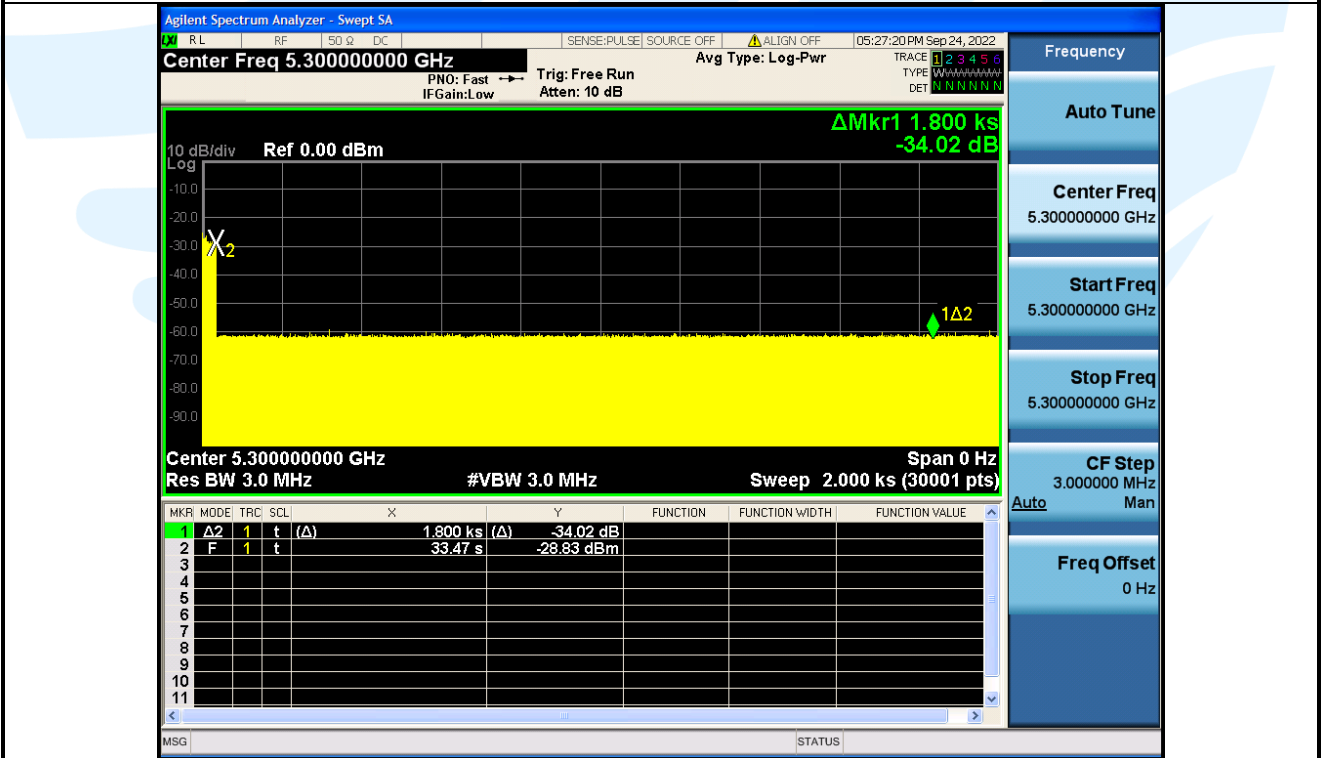 Agilent Spectrum Analyzer - Swept SA
LXI RL RF 50 Ω DC SENSE:PULSE SOURCE OFF ⚠ ALIGN OFF 05:27:20 PM Sep 24, 2022
Center Freq 5.300000000 GHz Avg Type: Log-Pwr TRACE 1 2 3 4 5 6
PNO: Fast Trig: Free Run TYPE WWWWWW
IFGain:Low Atten: 10 dB DET N N N N N N
ΔMkr1 1.800 ks
-34.02 dB
10 dB/div Ref 0.00 dBm
Log
-10.0
-20.0
-30.0
X2
-40.0
-50.0
1Δ2
-60.0
-70.0
-80.0
-90.0
Center 5.300000000 GHz Span 0 Hz
Res BW 3.0 MHz #VBW 3.0 MHz Sweep 2.000 ks (30001 pts)
MKR MODE TRC SCL X Y FUNCTION FUNCTION WIDTH FUNCTION VALUE
1 Δ2 1 t (Δ) 1.800 ks (Δ) -34.02 dB
2 F 1 t 33.47 s -28.83 dBm
3
4
5
6
7
8
9
10
11
MSG STATUS
Frequency
Auto Tune
Center Freq
5.300000000 GHz
Start Freq
5.300000000 GHz
Stop Freq
5.300000000 GHz
CF Step
3.000000 MHz
Auto Man
Freq Offset
0 Hz